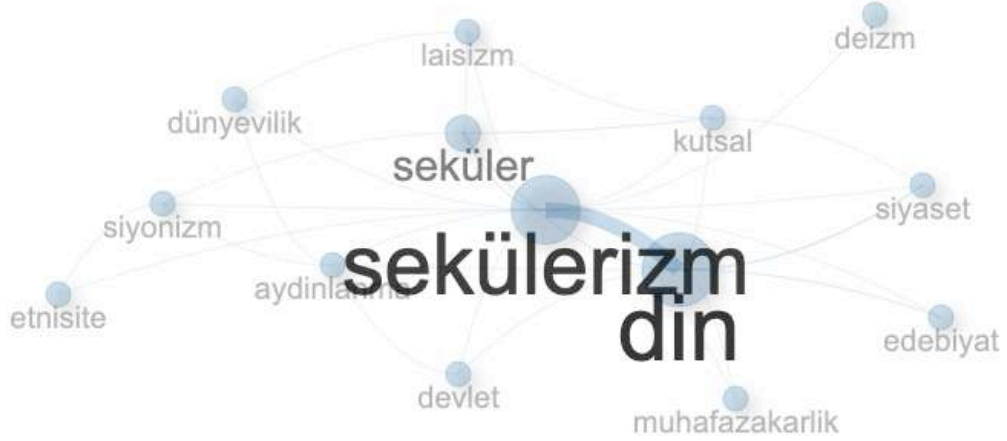 deizm
laisizm
dünyevilik
kutsal
seküler
siyaset
siyonizm
sekülerizm
aydinlanma
etnisite
din
edebiyat
devlet
muhafazakarlik